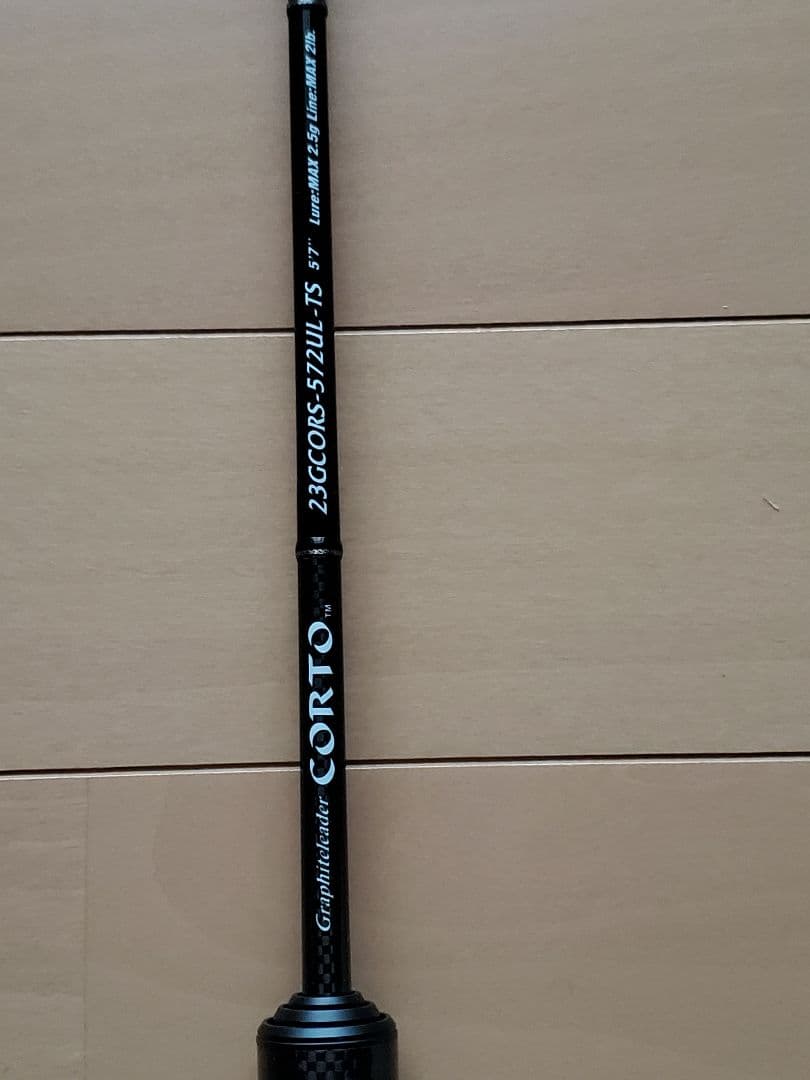 Graphiteleader CORTO™
23GCORS-572UL-TS 5'7" Lure:MAX 2.5g Line:MAX 2lb.